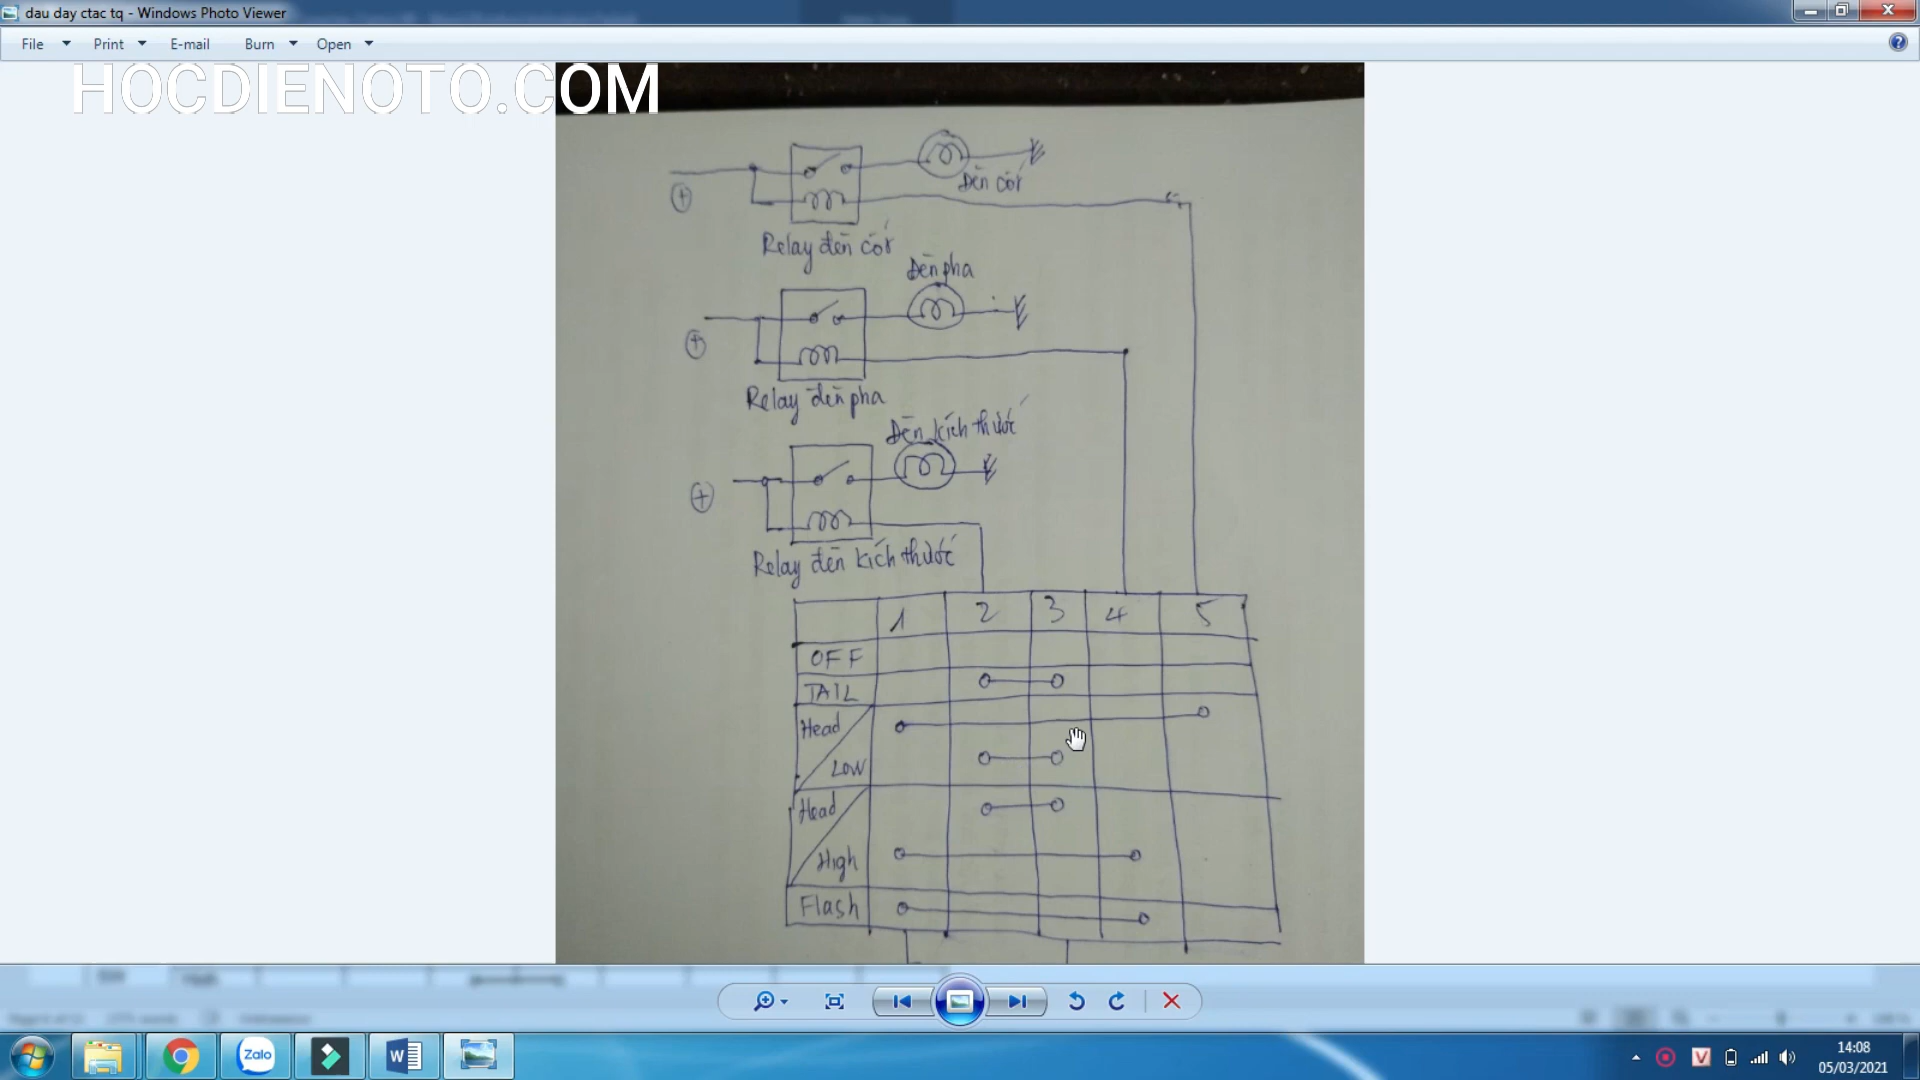 dau day ctac tq - Windows Photo Viewer
File Print E-mail Burn Open
HOCDIENOTO.COM
Đèn cốt
Relay đèn cốt
Đèn pha
Relay đèn pha
Đèn kích thước
Relay đèn kích thước
1 2 3 4 5
OFF
TAIL
Head
LOW
Head
High
Flash
Zalo
14:08
05/03/2021